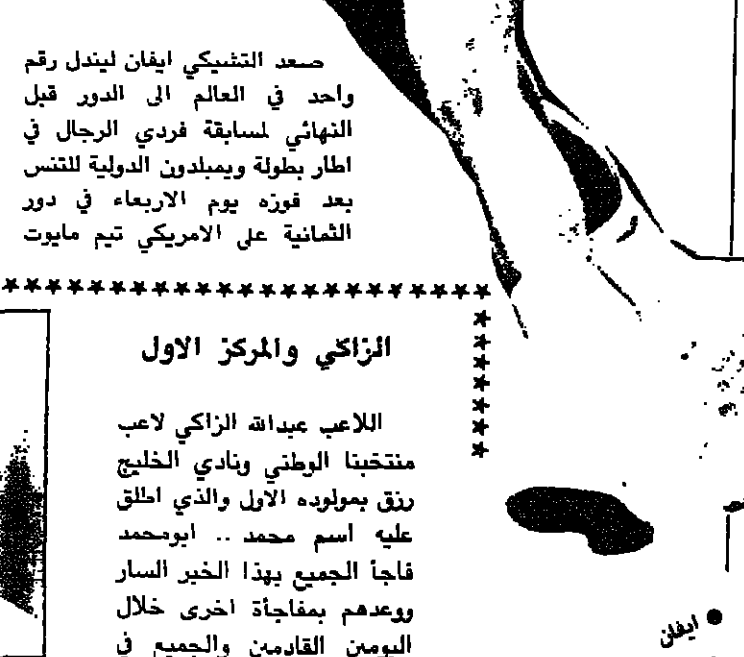 صعد التشيكي ايفان ليندل رقم
واحد في العالم الى الدور قبل
النهائي لمسابقة فردي الرجال في
اطار بطولة ويمبلدون الدولية للتنس
بعد فوزه يوم الاربعاء في دور
الثمانية على الامريكي تيم مايوت
الزاكي والمركز الاول
اللاعب عبدالله الزاكي لاعب
منتخبنا الوطني ونادي الخليج
رزق بمولوده الاول والذي اطلق
عليه اسم محمد .. ابومحمد
فاجأ الجميع بهذا الخبر السار
ووعدهم بمفاجأة اخرى خلال
اليومين القادمين والجميع في
● ايفان